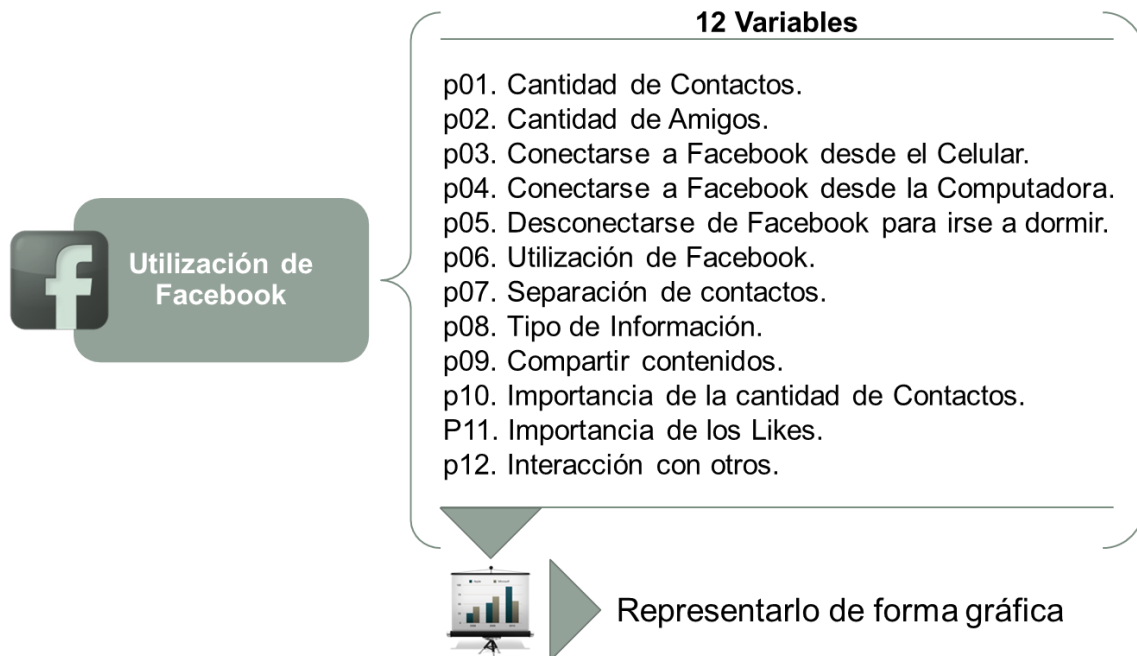 12 Variables
p01. Cantidad de Contactos.
p02. Cantidad de Amigos.
p03. Conectarse a Facebook desde el Celular.
p04. Conectarse a Facebook desde la Computadora.
p05. Desconectarse de Facebook para irse a dormir.
p06. Utilización de Facebook.
p07. Separación de contactos.
p08. Tipo de Información.
p09. Compartir contenidos.
p10. Importancia de la cantidad de Contactos.
P11. Importancia de los Likes.
p12. Interacción con otros.
f
Utilización de
Facebook
Representarlo de forma gráfica